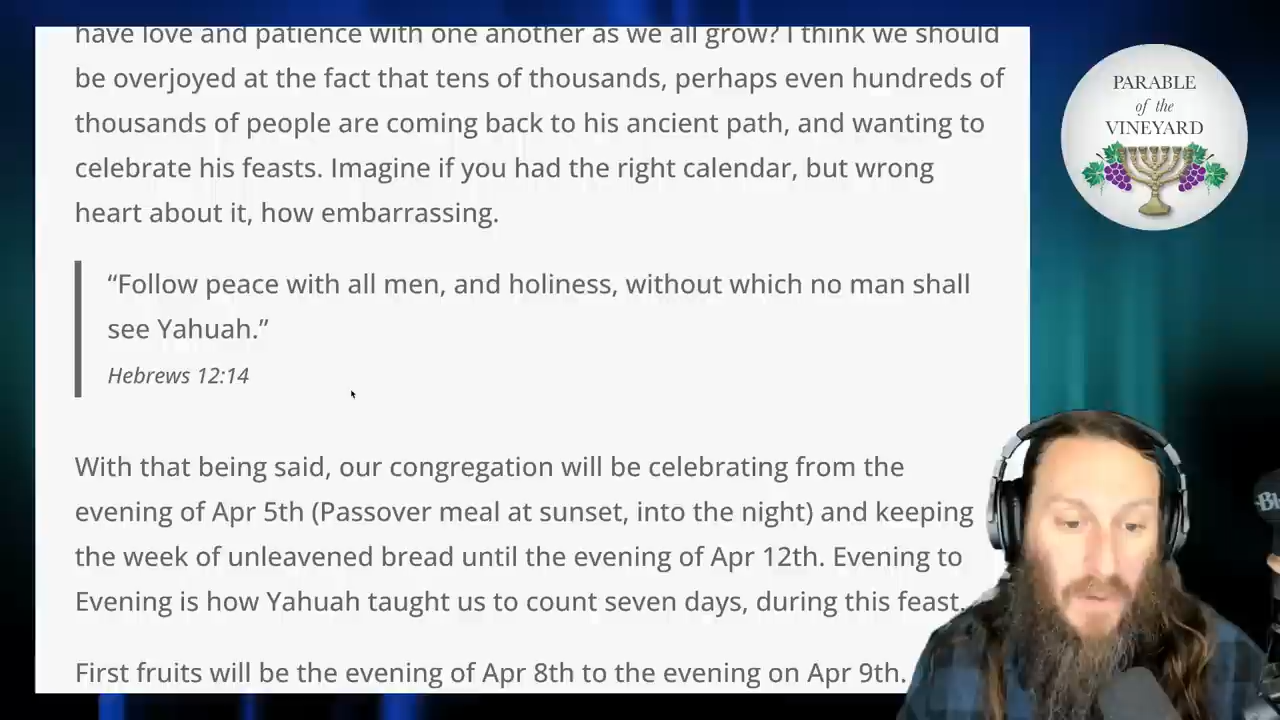 have love and patience with one another as we all grow? I think we should
be overjoyed at the fact that tens of thousands, perhaps even hundreds of
thousands of people are coming back to his ancient path, and wanting to
celebrate his feasts. Imagine if you had the right calendar, but wrong
heart about it, how embarrassing.
“Follow peace with all men, and holiness, without which no man shall
see Yahuah.”
Hebrews 12:14
With that being said, our congregation will be celebrating from the
evening of Apr 5th (Passover meal at sunset, into the night) and keeping
the week of unleavened bread until the evening of Apr 12th. Evening to
Evening is how Yahuah taught us to count seven days, during this feast.
First fruits will be the evening of Apr 8th to the evening on Apr 9th.
PARABLE
of the
VINEYARD